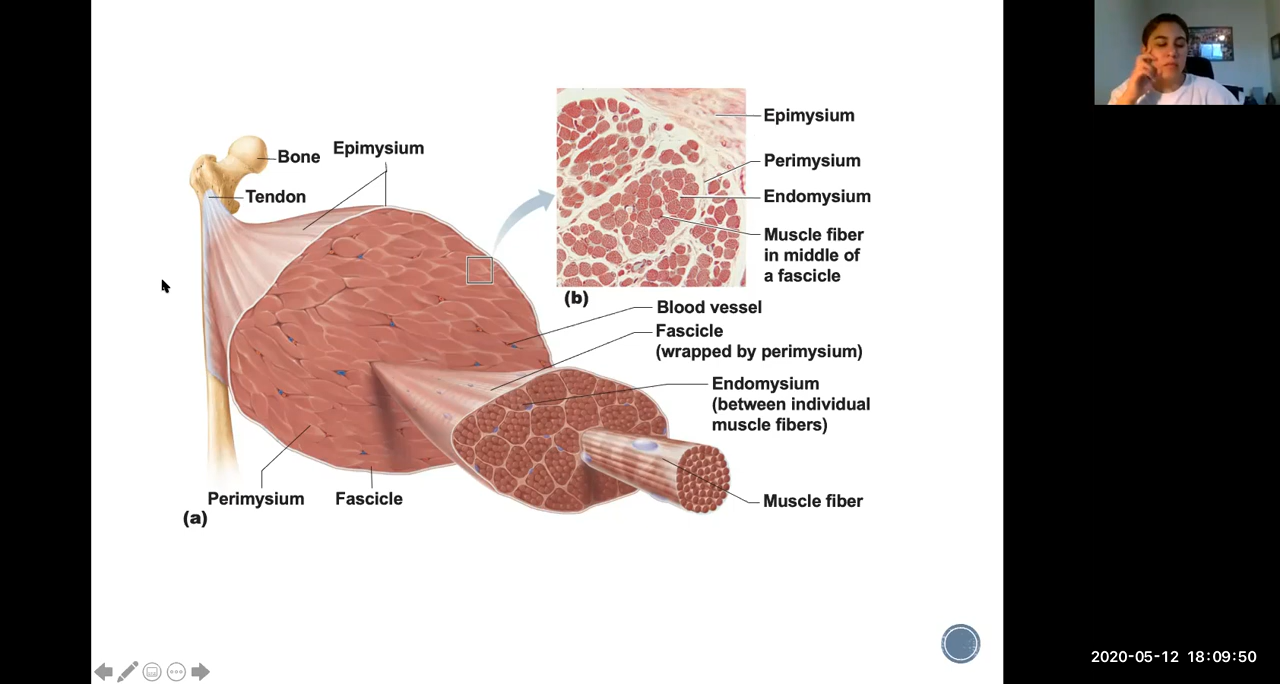 Bone
Epimysium
Tendon
Perimysium
Fascicle
(a)
Epimysium
Perimysium
Endomysium
Muscle fiber
in middle of
a fascicle
(b)
Blood vessel
Fascicle
(wrapped by perimysium)
Endomysium
(between individual
muscle fibers)
Muscle fiber
2020-05-12 18:09:50